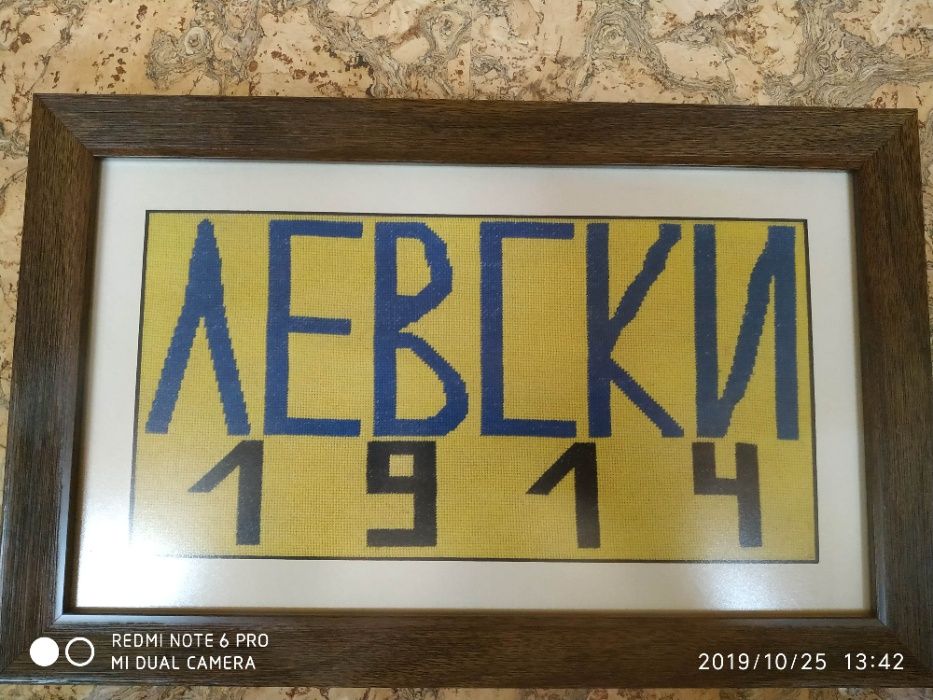 ЛЕВСКИ
1914
REDMI NOTE 6 PRO
MI DUAL CAMERA
2019/10/25 13:42